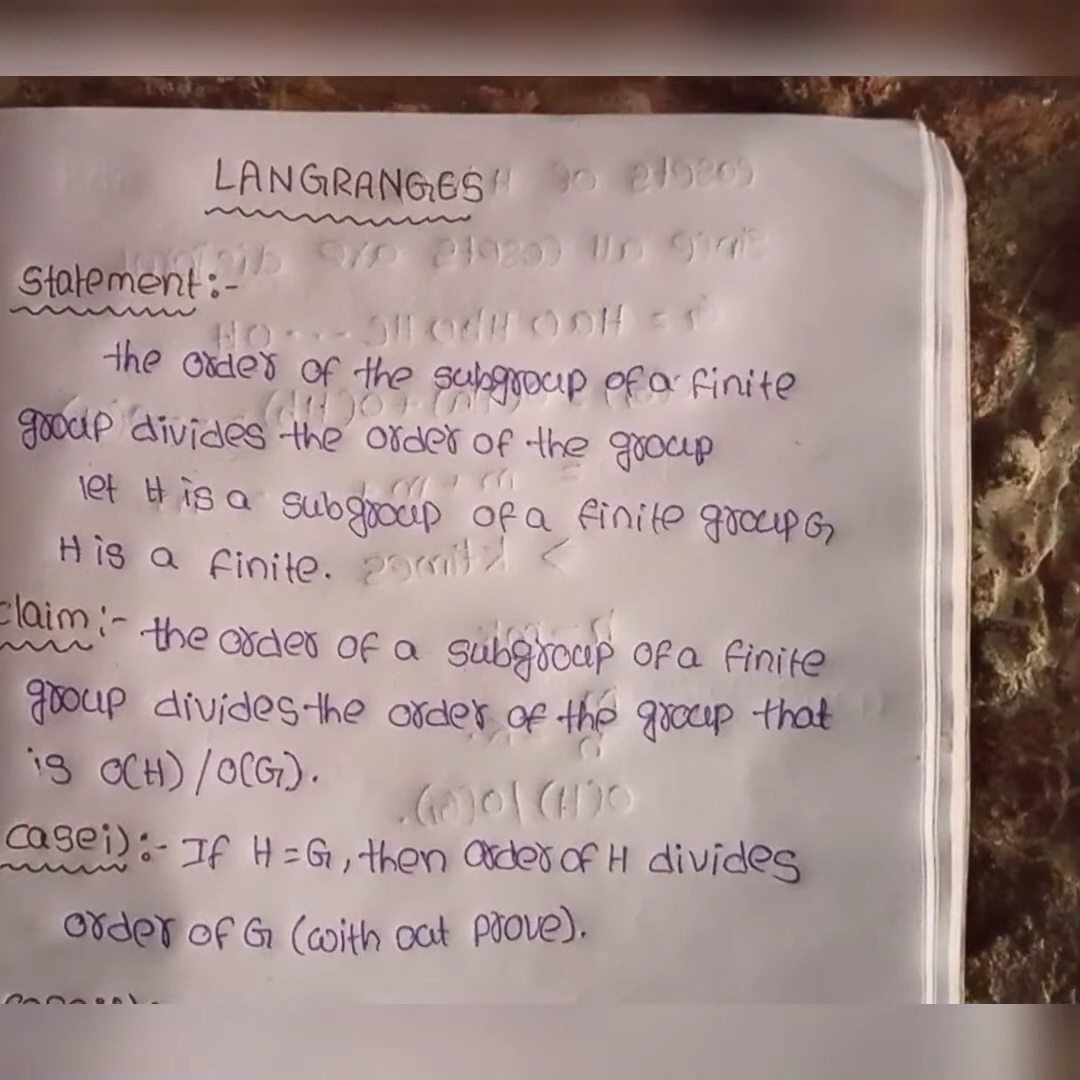 LANGRANGES
Statement:-
the order of the subgroup of a finite
group divides the order of the group
let H is a subgroup of a finite group G,
H is a finite.
claim:- the order of a subgroup of a finite
group divides the order of the group that
is O(H)/O(G).
case i):- If H=G, then order of H divides
order of G (with out prove).